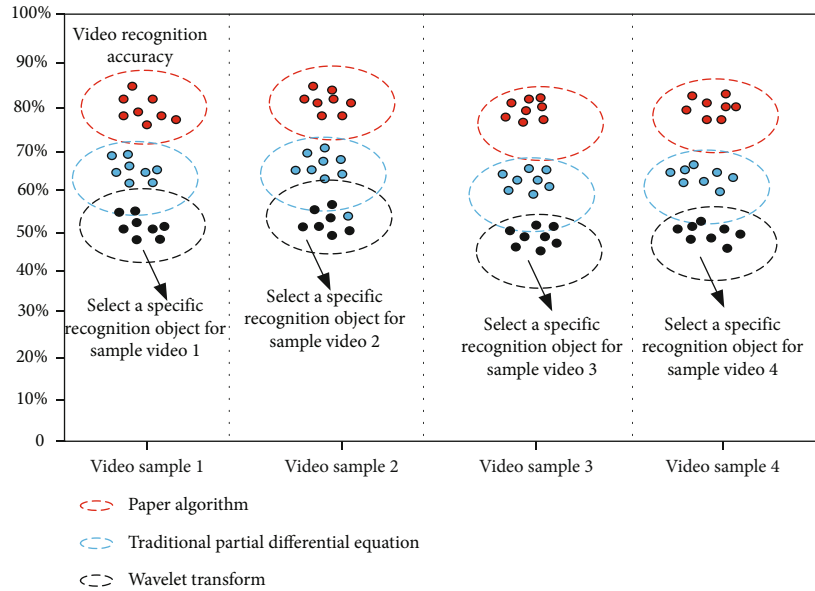 100%
90%
80%
70%
60%
50%
40%
30%
20%
10%
0
Video recognition
accuracy
Select a specific
recognition object for
sample video 1
Select a specific
recognition object for
sample video 2
Select a specific
recognition object for
sample video 3
Select a specific
recognition object for
sample video 4
Video sample 1
Video sample 2
Video sample 3
Video sample 4
Paper algorithm
Traditional partial differential equation
Wavelet transform